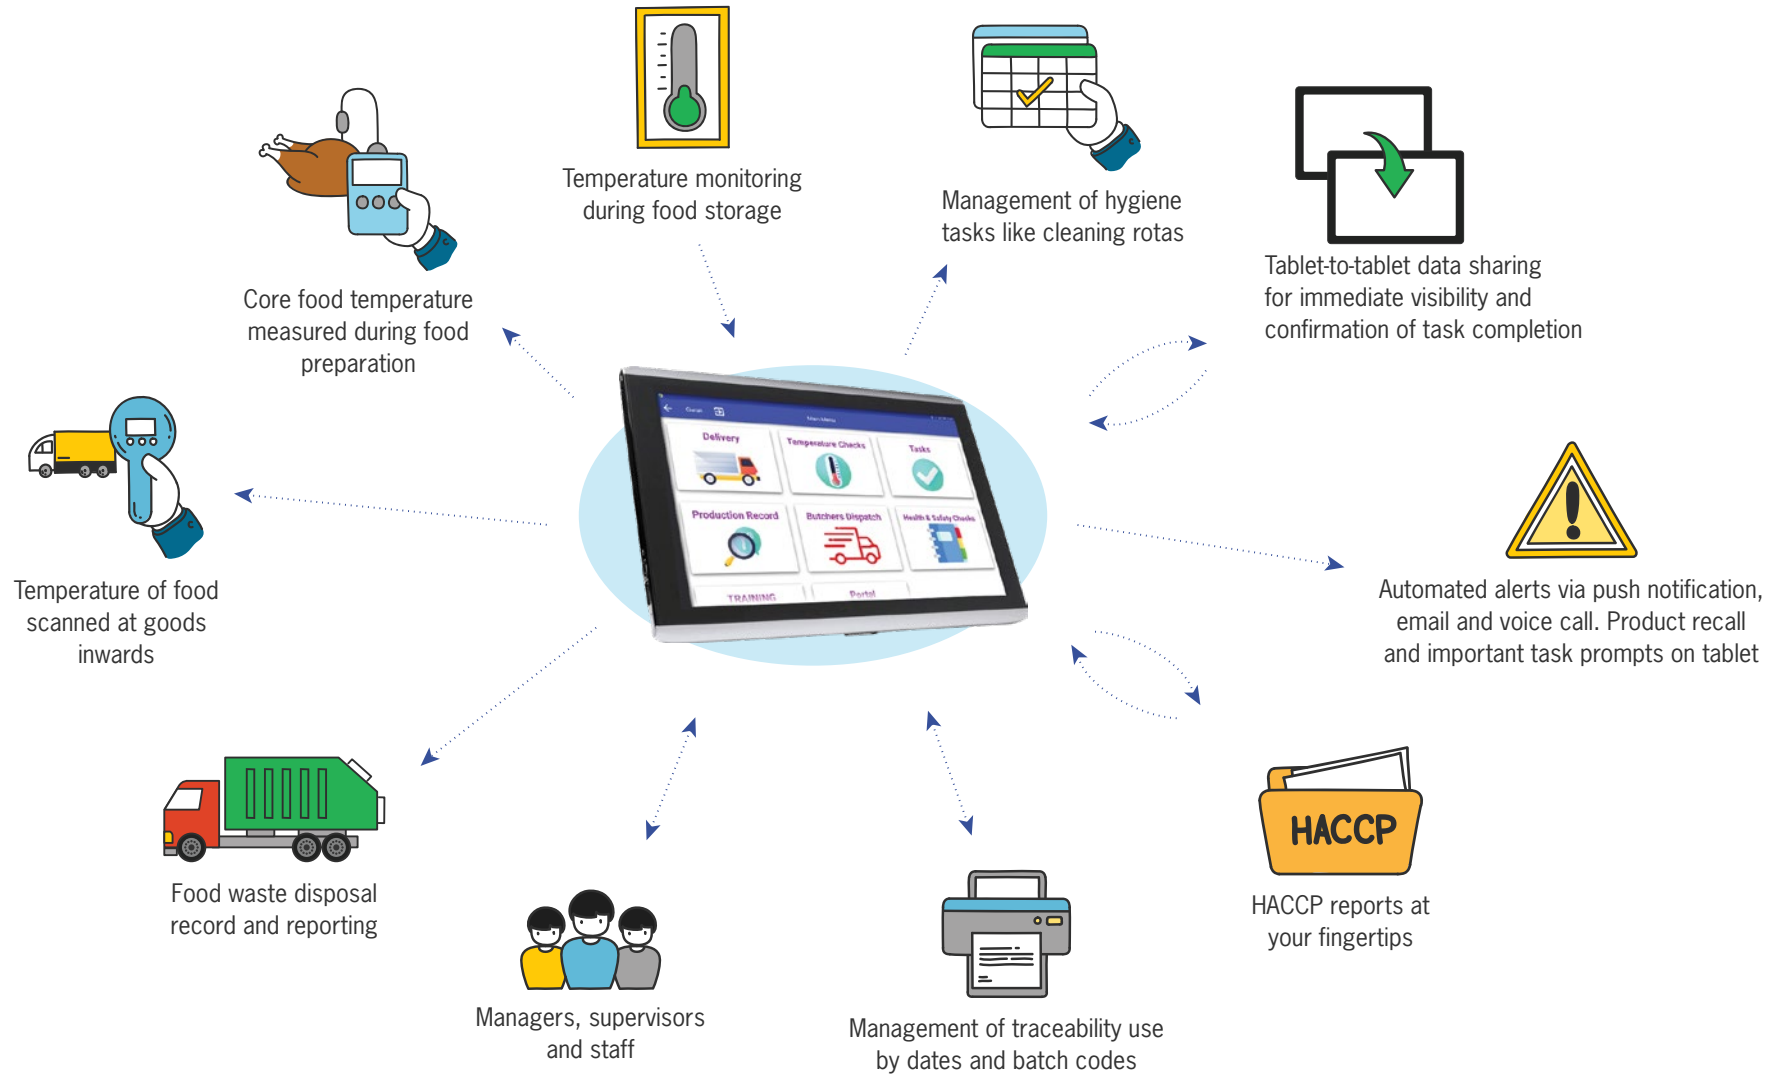 Temperature monitoring
during food storage
Management of hygiene
tasks like cleaning rotas
Core food temperature
measured during food
preparation
Tablet-to-tablet data sharing
for immediate visibility and
confirmation of task completion
Main Menu
Delivery
Temperature Checks
Tasks
Production Record
Butchers Dispatch
Health & Safety Checks
TRAINING
Portal
Temperature of food
scanned at goods
inwards
Automated alerts via push notification,
email and voice call. Product recall
and important task prompts on tablet
Food waste disposal
record and reporting
HACCP
HACCP reports at
your fingertips
Managers, supervisors
and staff
Management of traceability use
by dates and batch codes